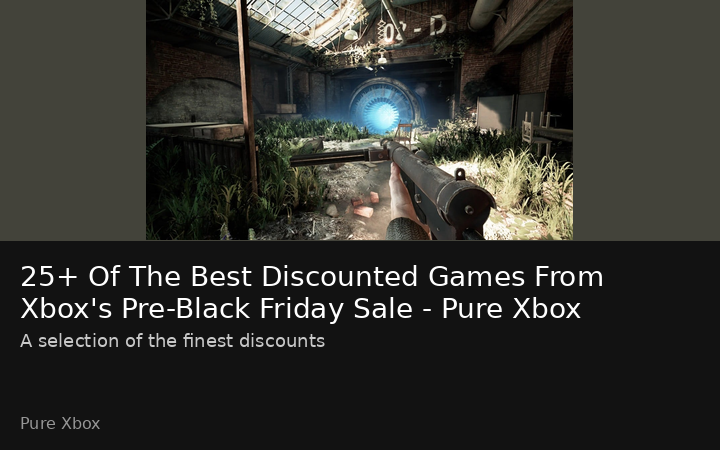 02-D
25+ Of The Best Discounted Games From
Xbox's Pre-Black Friday Sale - Pure Xbox
A selection of the finest discounts
Pure Xbox